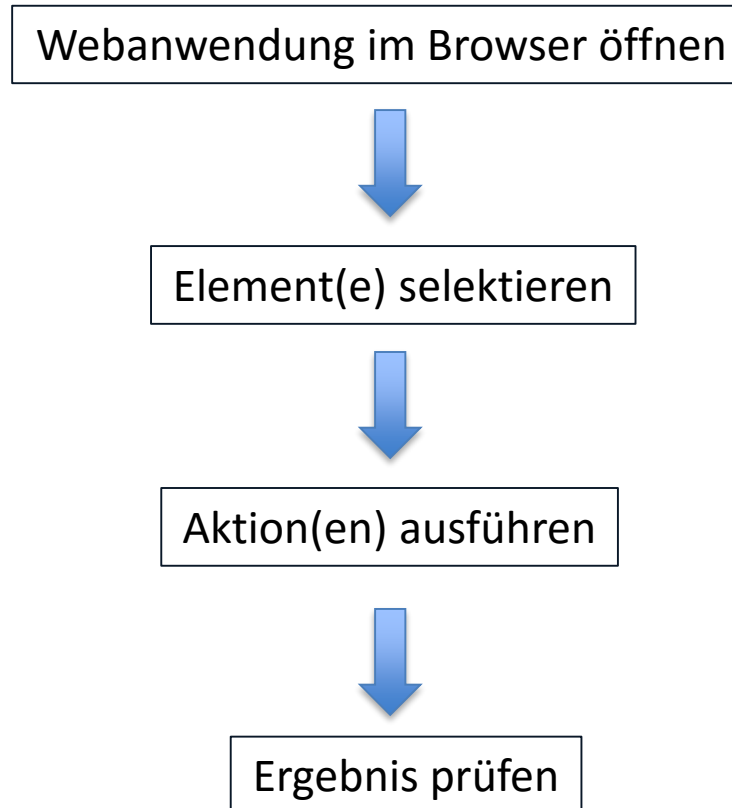 Webanwendung im Browser öffnen
Element(e) selektieren
Aktion(en) ausführen
Ergebnis prüfen